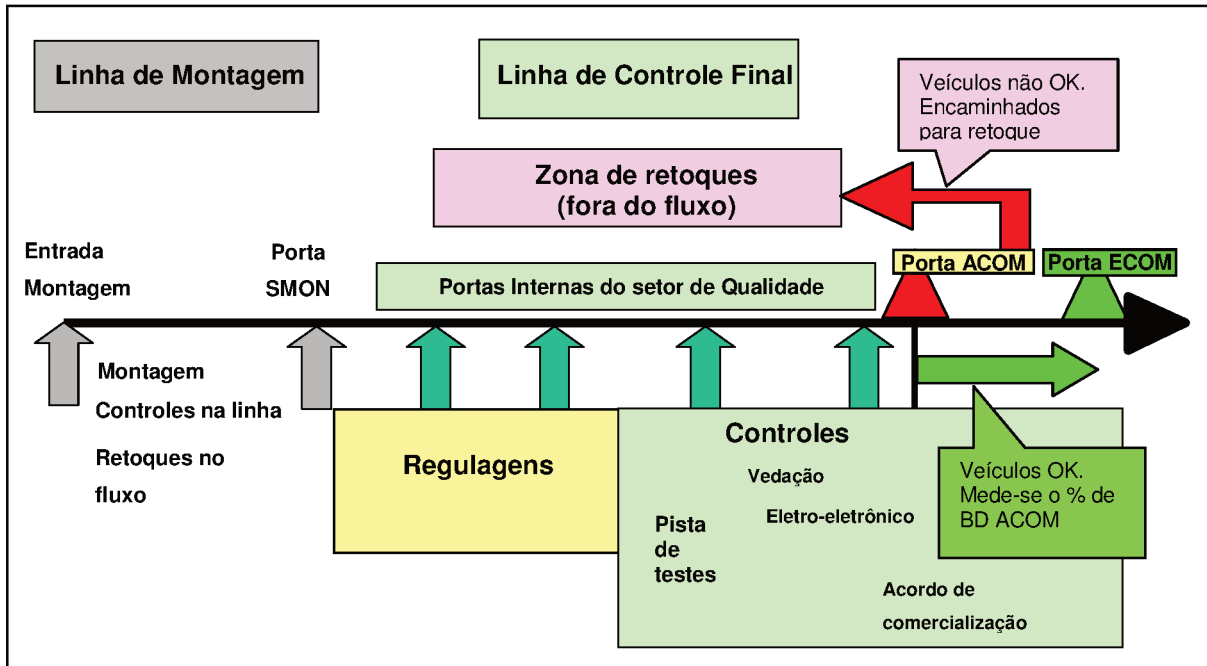 Linha de Montagem
Linha de Controle Final
Veículos não OK.
Encaminhados
para retoque
Zona de retoques
(fora do fluxo)
Entrada
Montagem
Porta
SMON
Portas Internas do setor de Qualidade
Porta ACOM
Porta ECOM
Montagem
Controles na linha
Retoques no
fluxo
Regulagens
Controles
Vedação
Eletro-eletrônico
Pista
de
testes
Acordo de
comercialização
Veículos OK.
Mede-se o % de
BD ACOM